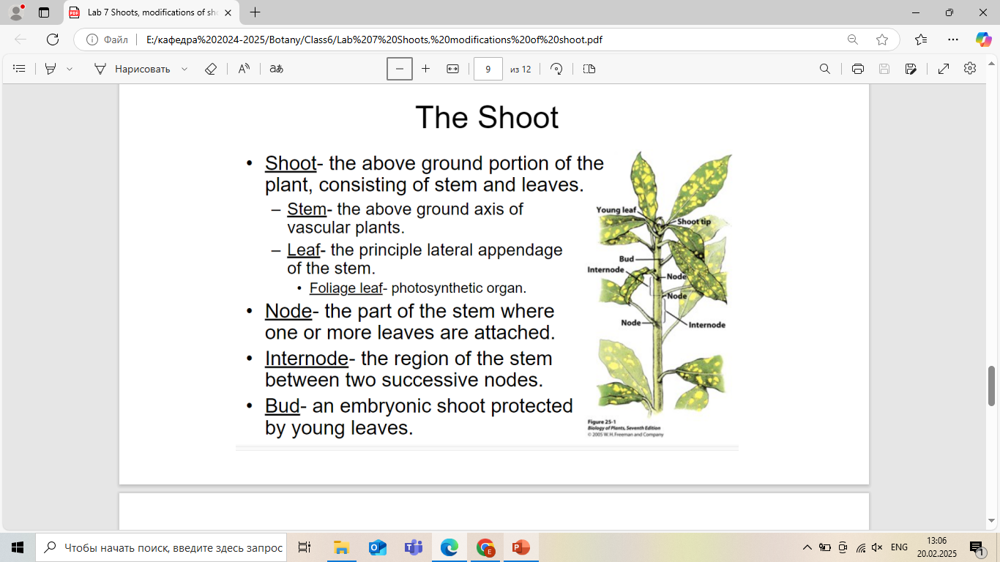 Lab 7 Shoots, modifications of sho
Файл
E:/кафедра%202024-2025/Botany/Class6/Lab%207%20Shoots,%20modifications%20of%20shoot.pdf
Нарисовать
9
из 12
The Shoot
• Shoot- the above ground portion of the
plant, consisting of stem and leaves.
– Stem- the above ground axis of
vascular plants.
– Leaf- the principle lateral appendage
of the stem.
• Foliage leaf- photosynthetic organ.
• Node- the part of the stem where
one or more leaves are attached.
• Internode- the region of the stem
between two successive nodes.
• Bud- an embryonic shoot protected
by young leaves.
Young leaf
Shoot tip
Bud
Internode
Node
Node
Node
Internode
Figure 25-1
Biology of Plants, Seventh Edition
© 2005 W.H.Freeman and Company
Чтобы начать поиск, введите здесь запрос
ENG
13:06
20.02.2025
1